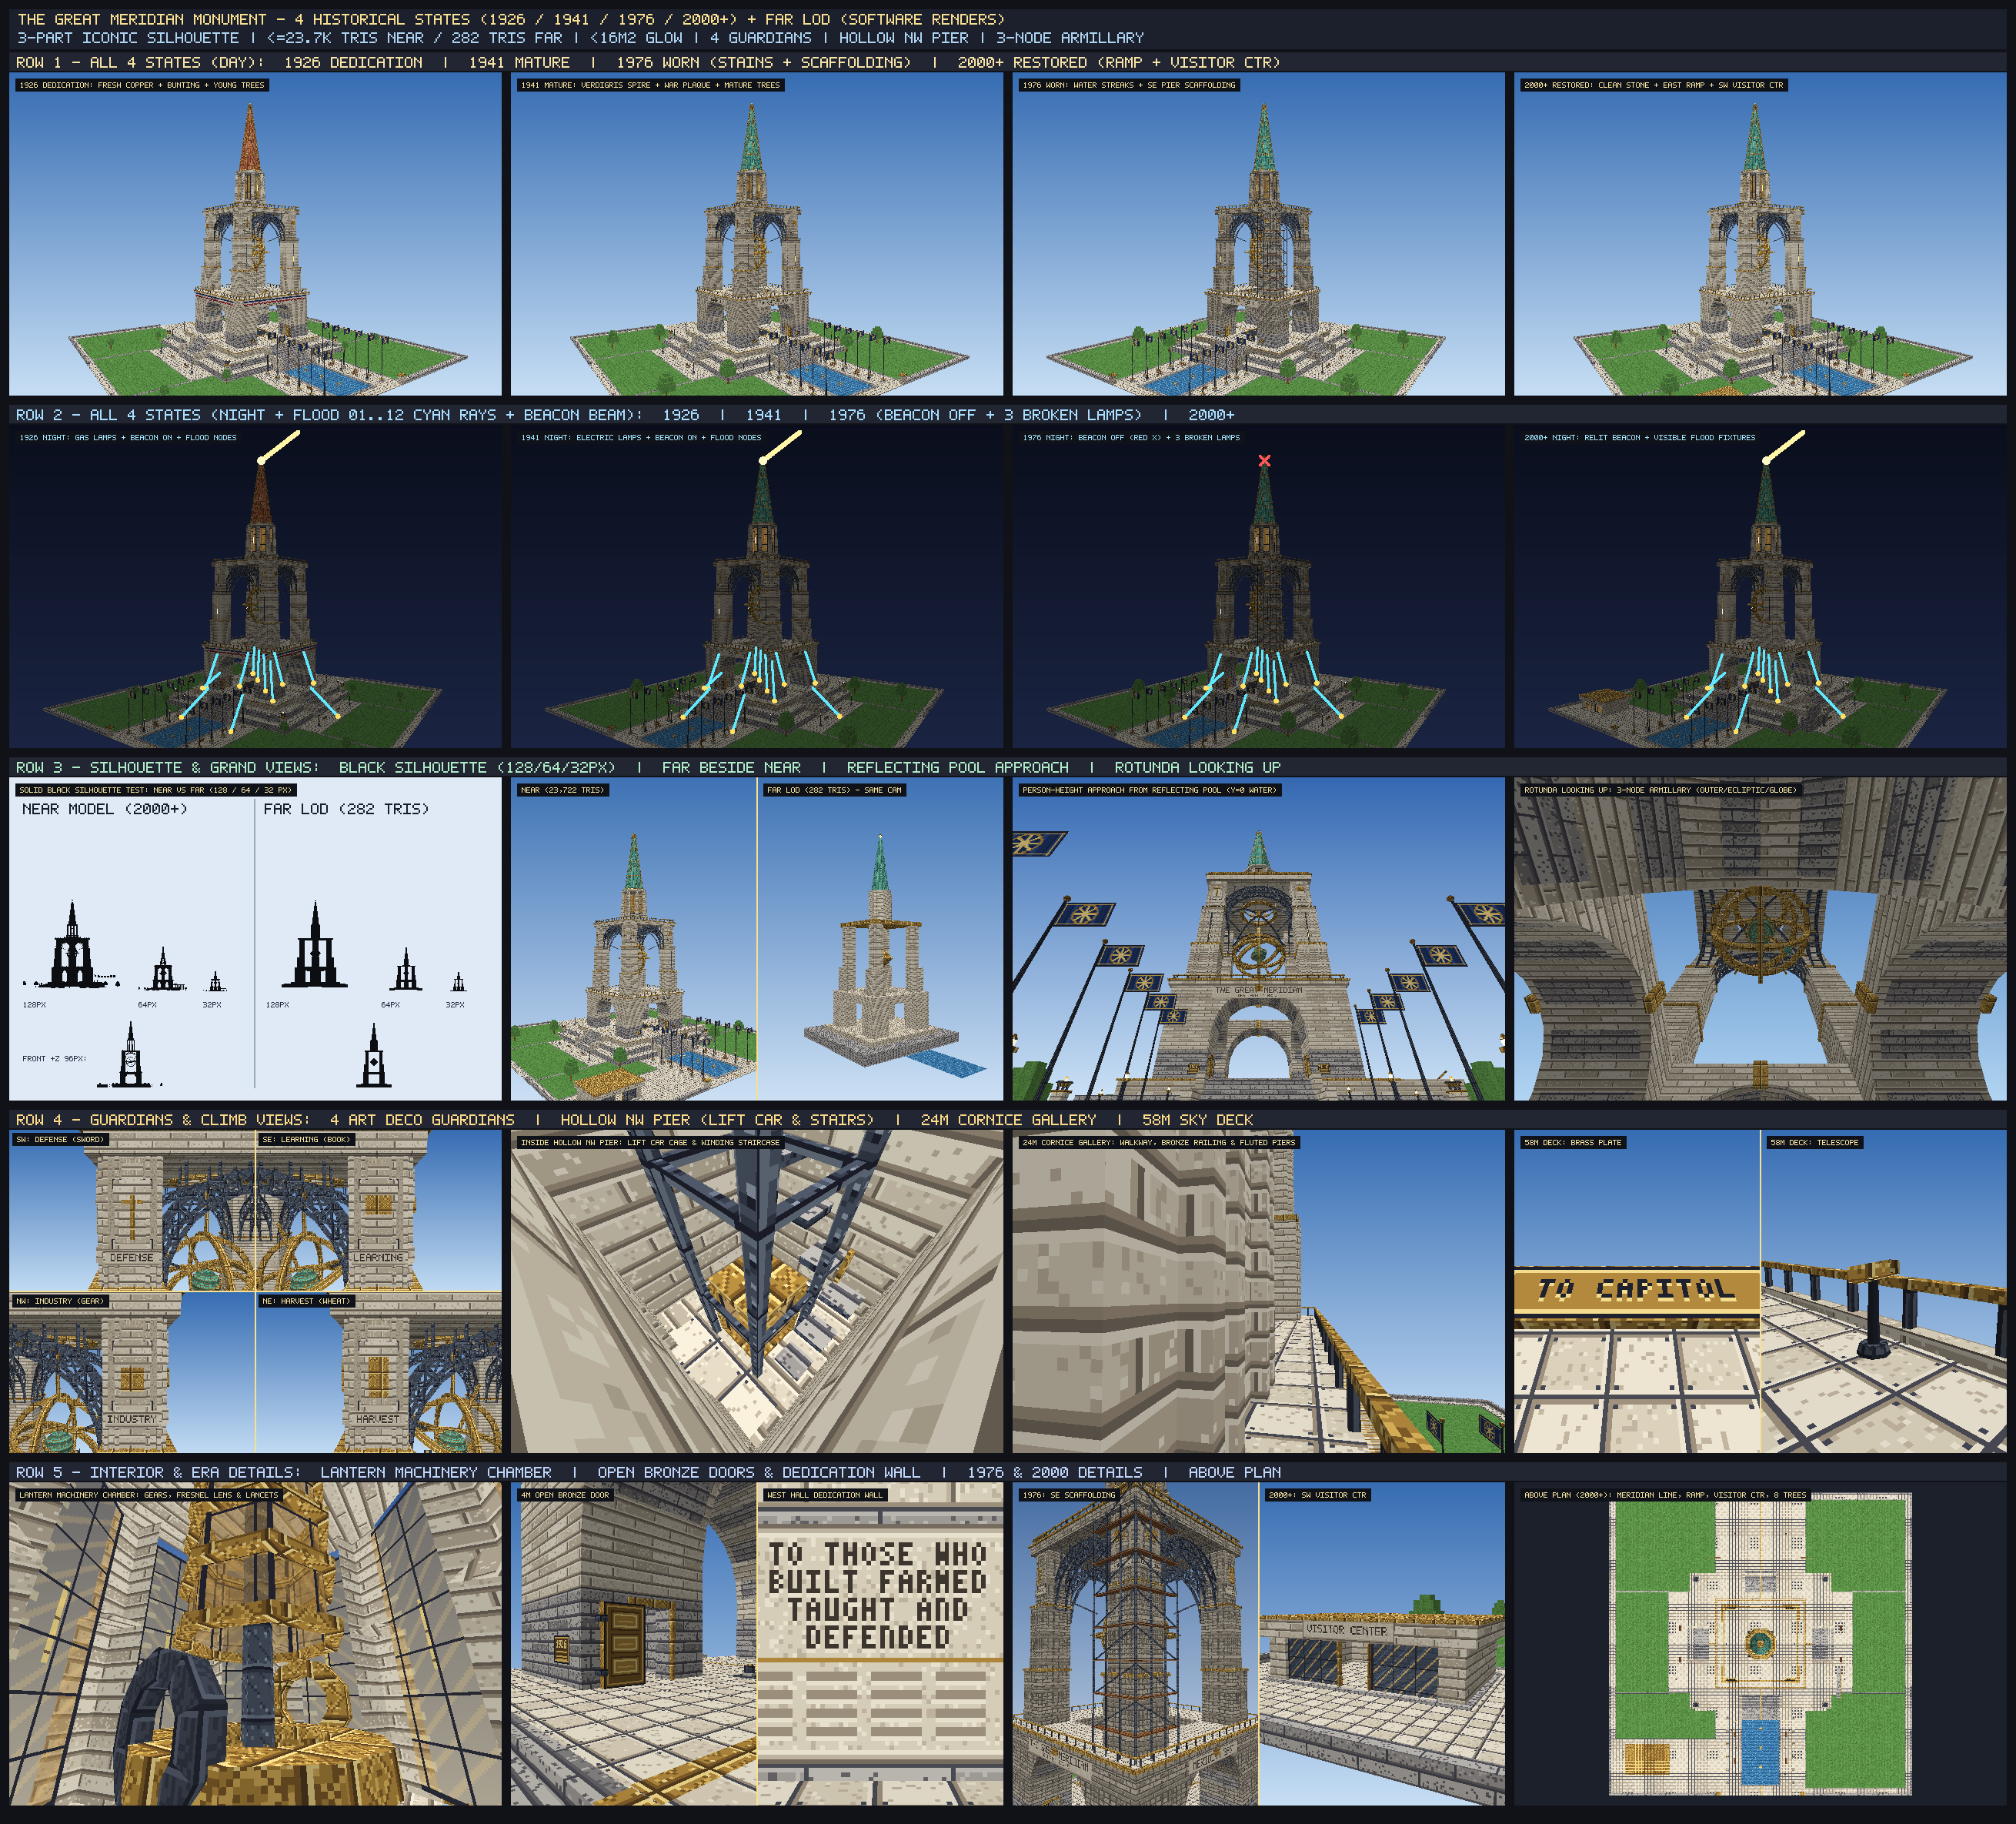 THE GREAT MERIDIAN MONUMENT - 4 HISTORICAL STATES (1926 / 1941 / 1976 / 2000+) + FAR LOD (SOFTWARE RENDERS)
3-PART ICONIC SILHOUETTE | <=23.7K TRIS NEAR / 282 TRIS FAR | <16M2 GLOW | 4 GUARDIANS | HOLLOW NW PIER | 3-NODE ARMILLARY
ROW 1 - ALL 4 STATES (DAY): 1926 DEDICATION | 1941 MATURE | 1976 WORN (STAINS + SCAFFOLDING) | 2000+ RESTORED (RAMP + VISITOR CTR)
1926 DEDICATION: FRESH COPPER + BUNTING + YOUNG TREES
1941 MATURE: VERDIGRIS SPIRE + WAR PLAQUE + MATURE TREES
1976 WORN: WATER STREAKS + SE PIER SCAFFOLDING
2000+ RESTORED: CLEAN STONE + EAST RAMP + SW VISITOR CTR
ROW 2 - ALL 4 STATES (NIGHT + FLOOD 01..12 CYAN RAYS + BEACON BEAM): 1926 | 1941 | 1976 (BEACON OFF + 3 BROKEN LAMPS) | 2000+
1926 NIGHT: GAS LAMPS + BEACON ON + FLOOD NODES
1941 NIGHT: ELECTRIC LAMPS + BEACON ON + FLOOD NODES
1976 NIGHT: BEACON OFF (RED X) + 3 BROKEN LAMPS
2000+ NIGHT: RELIT BEACON + VISIBLE FLOOD FIXTURES
ROW 3 - SILHOUETTE & GRAND VIEWS: BLACK SILHOUETTE (128/64/32PX) | FAR BESIDE NEAR | REFLECTING POOL APPROACH | ROTUNDA LOOKING UP
SOLID BLACK SILHOUETTE TEST: NEAR VS FAR (128 / 64 / 32 PX)
NEAR MODEL (2000+)
FAR LOD (282 TRIS)
128PX
64PX
32PX
128PX
64PX
32PX
FRONT +Z 96PX:
NEAR (23,722 TRIS)
FAR LOD (282 TRIS) - SAME CAM
PERSON-HEIGHT APPROACH FROM REFLECTING POOL (Y=0 WATER)
THE GREAT MERIDIAN
ROTUNDA LOOKING UP: 3-NODE ARMILLARY (OUTER/ECLIPTIC/GLOBE)
ROW 4 - GUARDIANS & CLIMB VIEWS: 4 ART DECO GUARDIANS | HOLLOW NW PIER (LIFT CAR & STAIRS) | 24M CORNICE GALLERY | 58M SKY DECK
SW: DEFENSE (SWORD)
SE: LEARNING (BOOK)
DEFENSE
LEARNING
NW: INDUSTRY (GEAR)
NE: HARVEST (WHEAT)
INDUSTRY
HARVEST
INSIDE HOLLOW NW PIER: LIFT CAR CAGE & WINDING STAIRCASE
24M CORNICE GALLERY: WALKWAY, BRONZE RAILING & FLUTED PIERS
58M DECK: BRASS PLATE
58M DECK: TELESCOPE
TO CAPITOL
ROW 5 - INTERIOR & ERA DETAILS: LANTERN MACHINERY CHAMBER | OPEN BRONZE DOORS & DEDICATION WALL | 1976 & 2000 DETAILS | ABOVE PLAN
LANTERN MACHINERY CHAMBER: GEARS, FRESNEL LENS & LANCETS
4M OPEN BRONZE DOOR
1926
WEST HALL DEDICATION WALL
TO THOSE WHO
BUILT FARMED
TAUGHT AND
DEFENDED
1976: SE SCAFFOLDING
2000+: SW VISITOR CTR
VISITOR CENTER
ABOVE PLAN (2000+): MERIDIAN LINE, RAMP, VISITOR CTR, 8 TREES